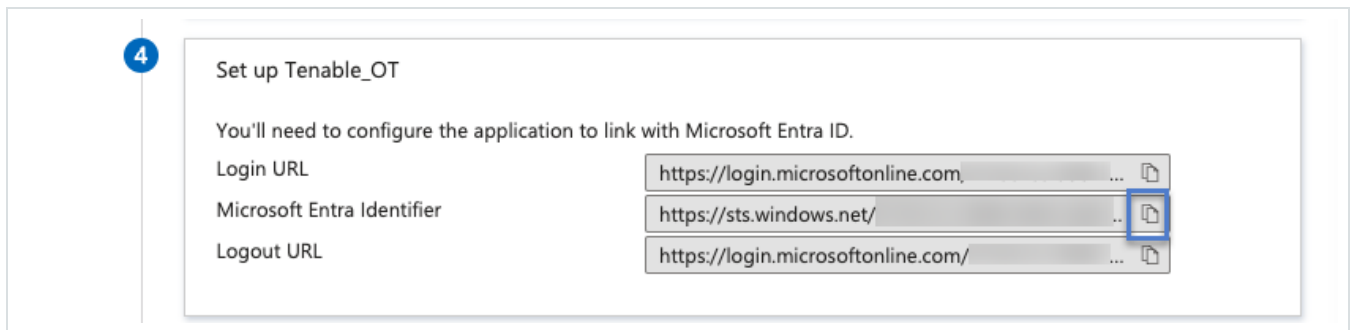 4
Set up Tenable_OT
You'll need to configure the application to link with Microsoft Entra ID.
Login URL https://login.microsoftonline.com, ...
Microsoft Entra Identifier https://sts.windows.net/ ..
Logout URL https://login.microsoftonline.com/ ...